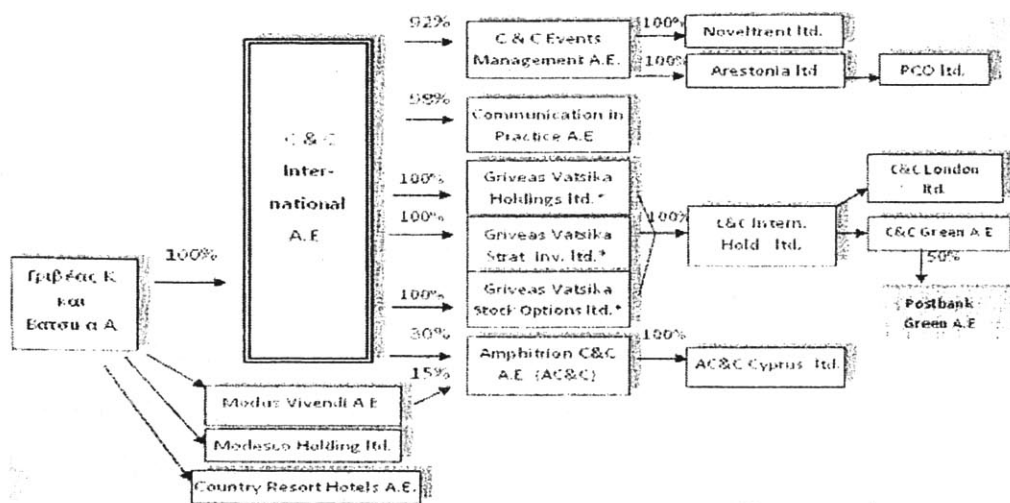 Γριβέας Κ
και
Βατσικα Α
100%
C & C
Inter-
national
A.E
92%
C & C Events
Management A.E.
100%
Noveltrent ltd.
100%
Arestonia ltd
PCO ltd.
Communication in
Practice A.E
100%
Griveas Vatsika
Holdings ltd.*
100%
Griveas Vatsika
Strat. Inv. ltd.*
100%
Griveas Vatsika
Stock Options ltd.*
100%
C&C Intern.
Hold ltd.
C&C London
ltd.
C&C Green A.E
50%
Postbank
Green A.E
30%
Amphitrion C&C
A.E (AC&C)
100%
AC&C Cyprus ltd.
15%
Modus Vivendi A.E
Modesco Holding ltd.
Country Resort Hotels A.E.